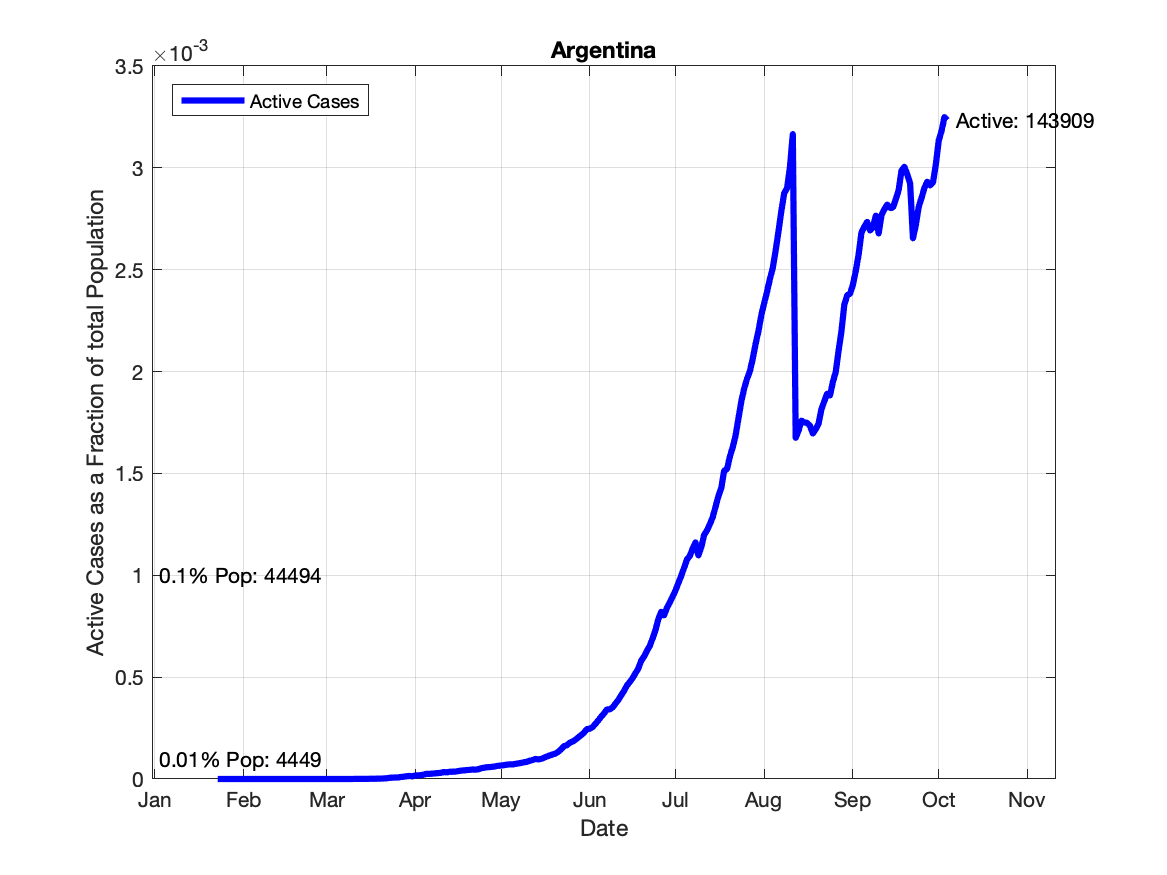 Argentina
×10-3
3.5
3
2.5
2
1.5
1
0.5
0
Active Cases as a Fraction of total Population
Active Cases
Active: 143909
0.1% Pop: 44494
0.01% Pop: 4449
Jan Feb Mar Apr May Jun Jul Aug Sep Oct Nov
Date